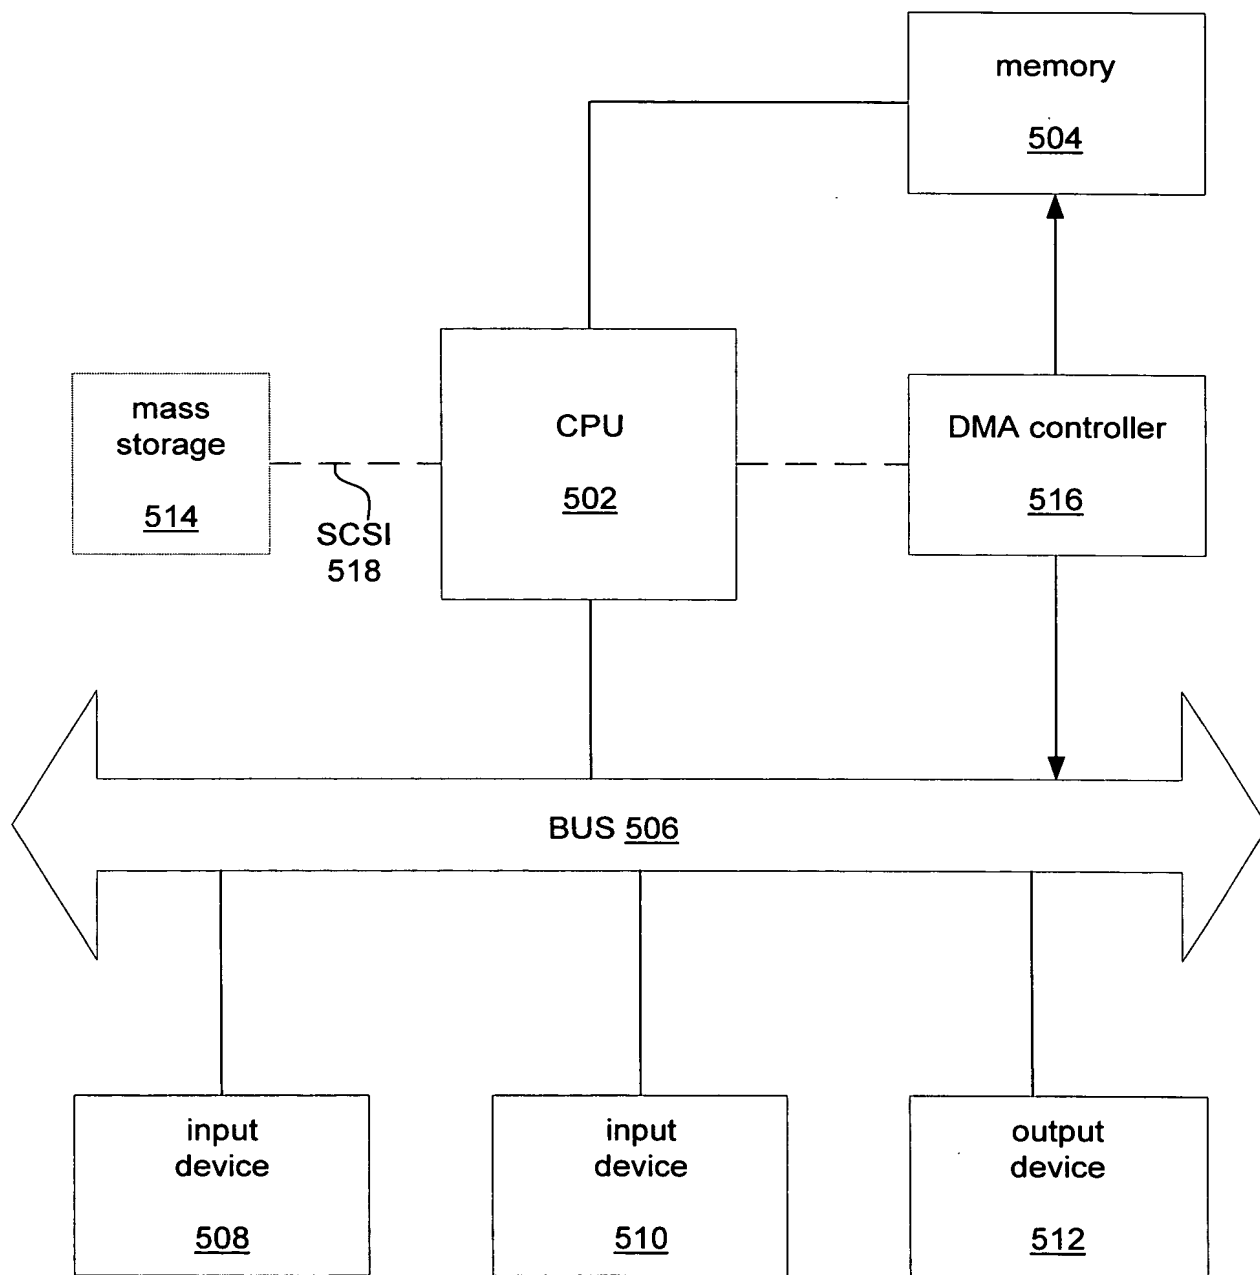 memory
504
mass
storage
514
SCSI
518
CPU
502
DMA controller
516
BUS 506
input
device
508
input
device
510
output
device
512